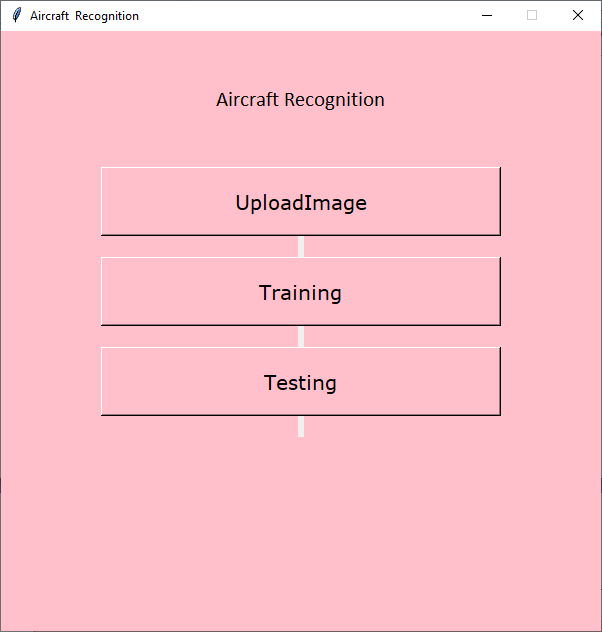 Aircraft Recognition
Aircraft Recognition
UploadImage
Training
Testing